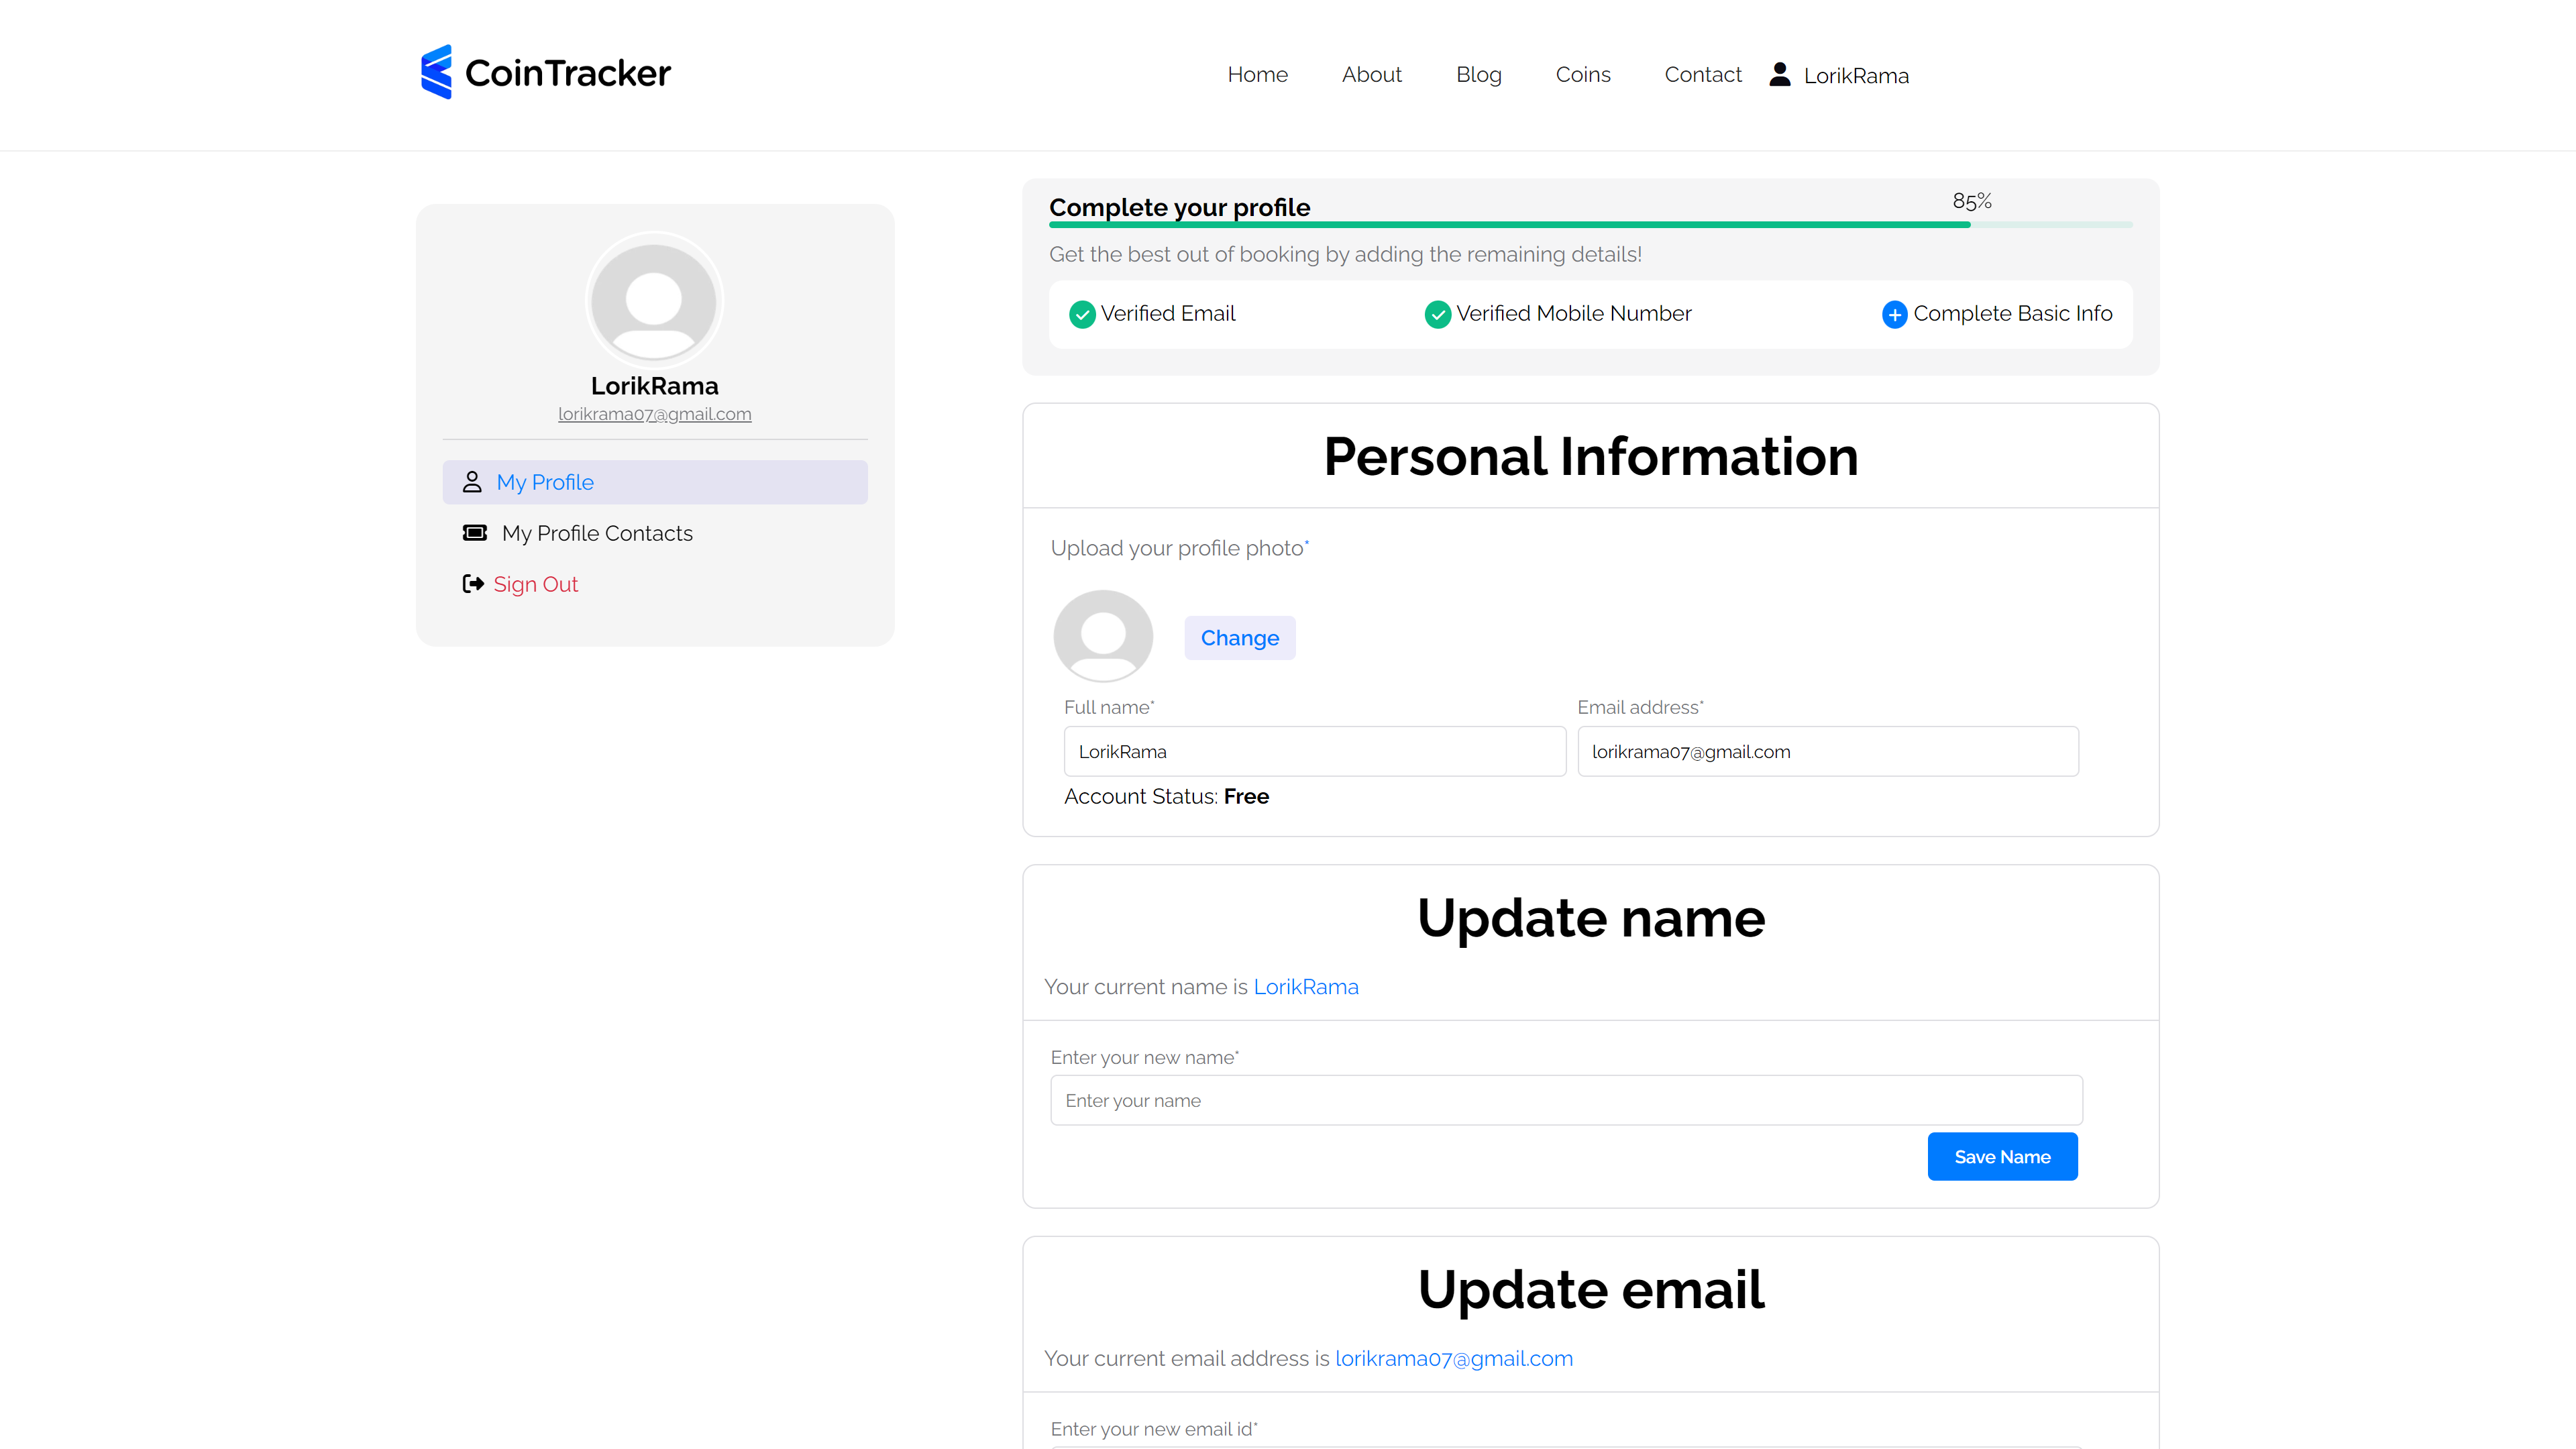 CoinTracker
Home About Blog Coins Contact LorikRama
LorikRama
lorikrama07@gmail.com
My Profile
My Profile Contacts
Sign Out
Complete your profile 85%
Get the best out of booking by adding the remaining details!
Verified Email Verified Mobile Number Complete Basic Info
Personal Information
Upload your profile photo*
Change
Full name* Email address*
LorikRama lorikrama07@gmail.com
Account Status: Free
Update name
Your current name is LorikRama
Enter your new name*
Enter your name
Save Name
Update email
Your current email address is lorikrama07@gmail.com
Enter your new email id*